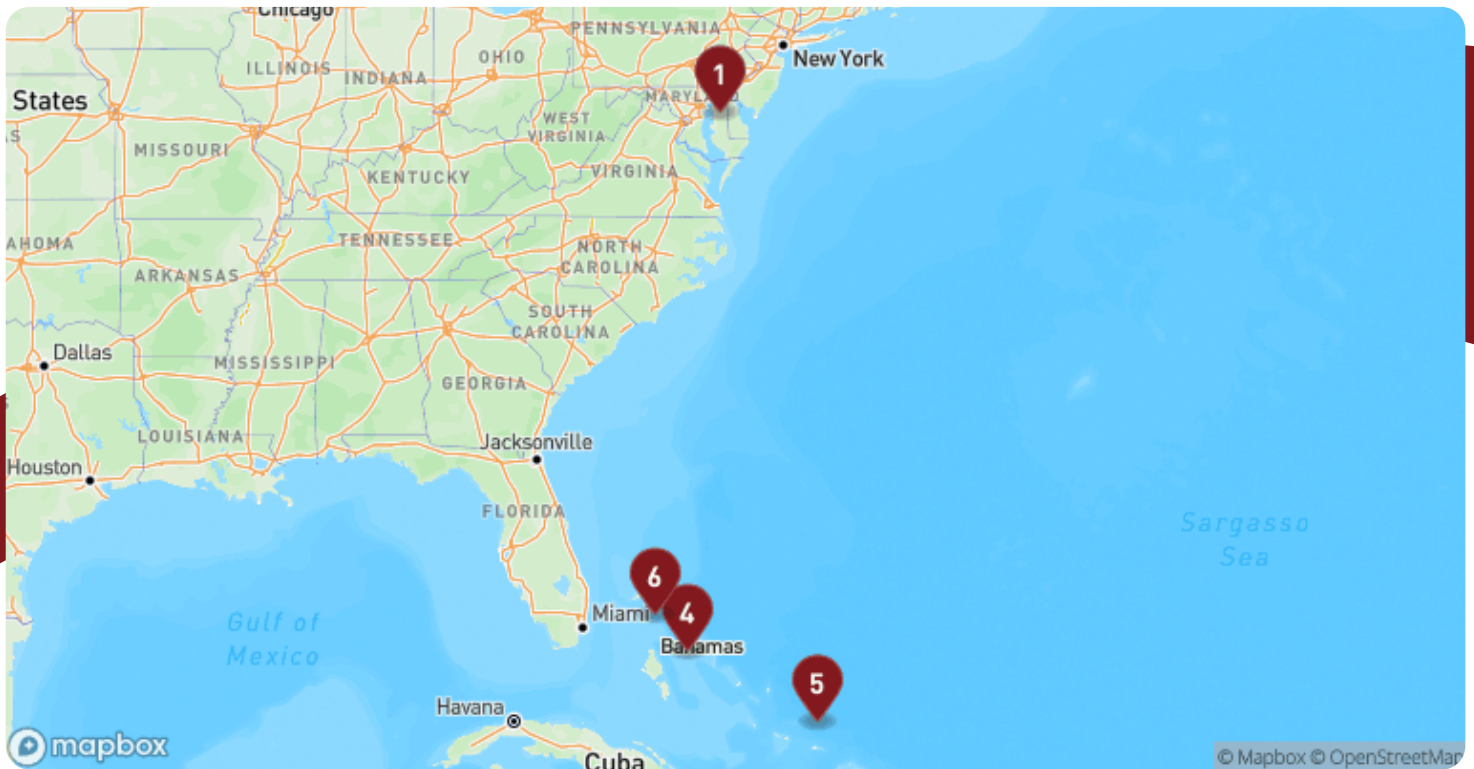 Chicago
PENNSYLVANIA
OHIO
New York
ILLINOIS
INDIANA
1
States
MARYLAND
WEST
VIRGINIA
MISSOURI
KENTUCKY
VIRGINIA
AHOMA
TENNESSEE
NORTH
CAROLINA
ARKANSAS
SOUTH
CAROLINA
Dallas
MISSISSIPPI
GEORGIA
LOUISIANA
Jacksonville
Houston
FLORIDA
Sargasso
Sea
6
4
Miami
Gulf of
Mexico
Bahamas
5
Havana
mapbox
Cuba
© Mapbox © OpenStreetMap